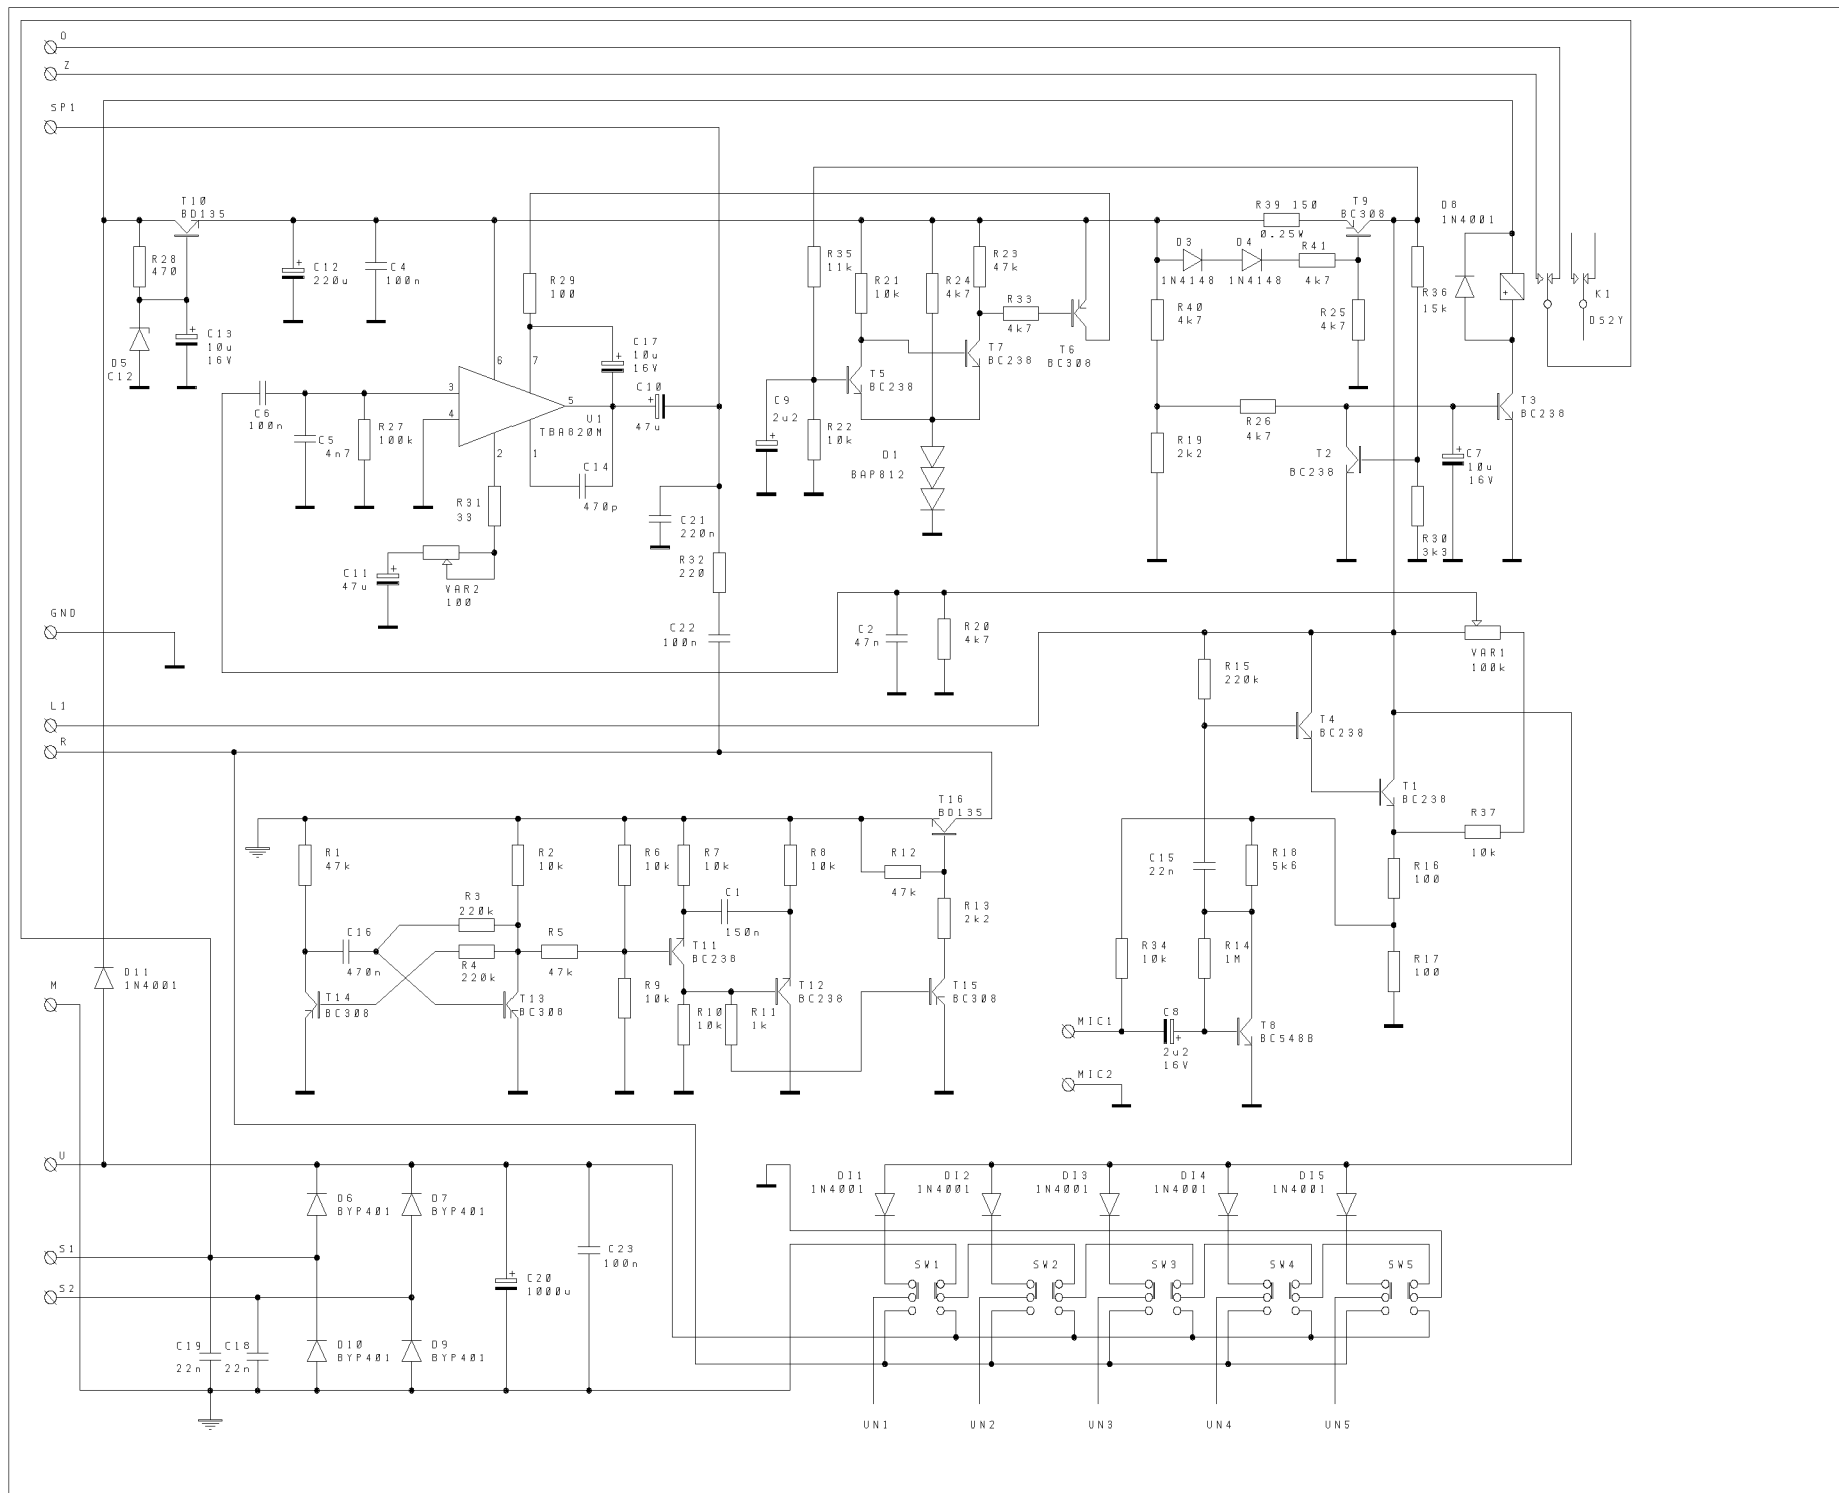 O
Z
SP1
T10
BD135
R28
470
D5
C12
C13
10u
16V
+
C12
220u
+
C4
100n
R29
100
C17
10u
16V
+
C10
47u
+
6
7
3
4
5
2
1
U1
TBA820M
C6
100n
C5
4n7
R27
100k
R31
33
C14
470p
C11
47u
+
VAR2
100
C21
220n
R32
220
C22
100n
R35
11k
R21
10k
R24
4k7
R23
47k
R33
4k7
T6
BC308
T7
BC238
T5
BC238
C9
2u2
+
R22
10k
D1
BAP812
R39 150
0.25W
T9
BC308
D3
1N4148
D4
1N4148
R41
4k7
R40
4k7
R25
4k7
R36
15k
D8
1N4001
+
K1
D52Y
R26
4k7
R19
2k2
T2
BC238
C7
10u
16V
+
T3
BC238
R30
3k3
GND
C2
47n
R20
4k7
VAR1
100k
L1
R
R15
220k
T4
BC238
T1
BC238
R37
10k
T16
BD135
R1
47k
R2
10k
R6
10k
R7
10k
R8
10k
R12
47k
R3
220k
C1
150n
R13
2k2
C16
470n
R4
220k
R5
47k
T11
BC238
T14
BC308
T13
BC308
R9
10k
R10
10k
R11
1k
T12
BC238
T15
BC308
C15
22n
R18
5k6
R16
100
R34
10k
R14
1M
R17
100
MIC1
C8
2u2
16V
+
T8
BC548B
MIC2
D11
1N4001
M
U
D6
BYP401
D7
BYP401
S1
S2
C20
1000u
+
C23
100n
C19
22n
C18
22n
D10
BYP401
D9
BYP401
DI1
1N4001
DI2
1N4001
DI3
1N4001
DI4
1N4001
DI5
1N4001
SW1
SW2
SW3
SW4
SW5
UN1
UN2
UN3
UN4
UN5